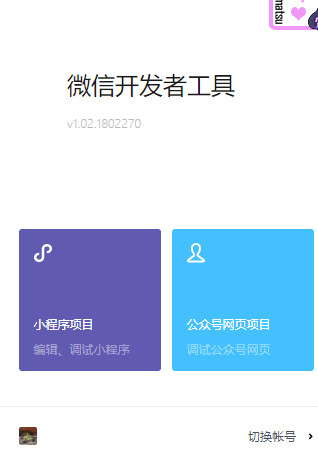 matsu
微信开发者工具
v1.02.1802270
小程序项目
编辑、调试小程序
公众号网页项目
调试公众号网页
切换帐号